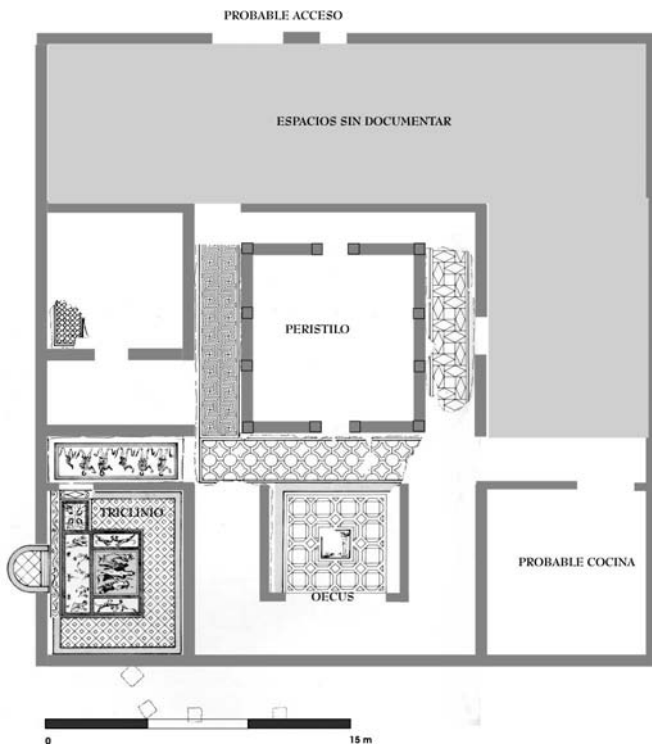 PROBABLE ACCESO
ESPACIOS SIN DOCUMENTAR
PERISTILO
TRICLINIO
PROBABLE COCINA
OECUS
0
15 m